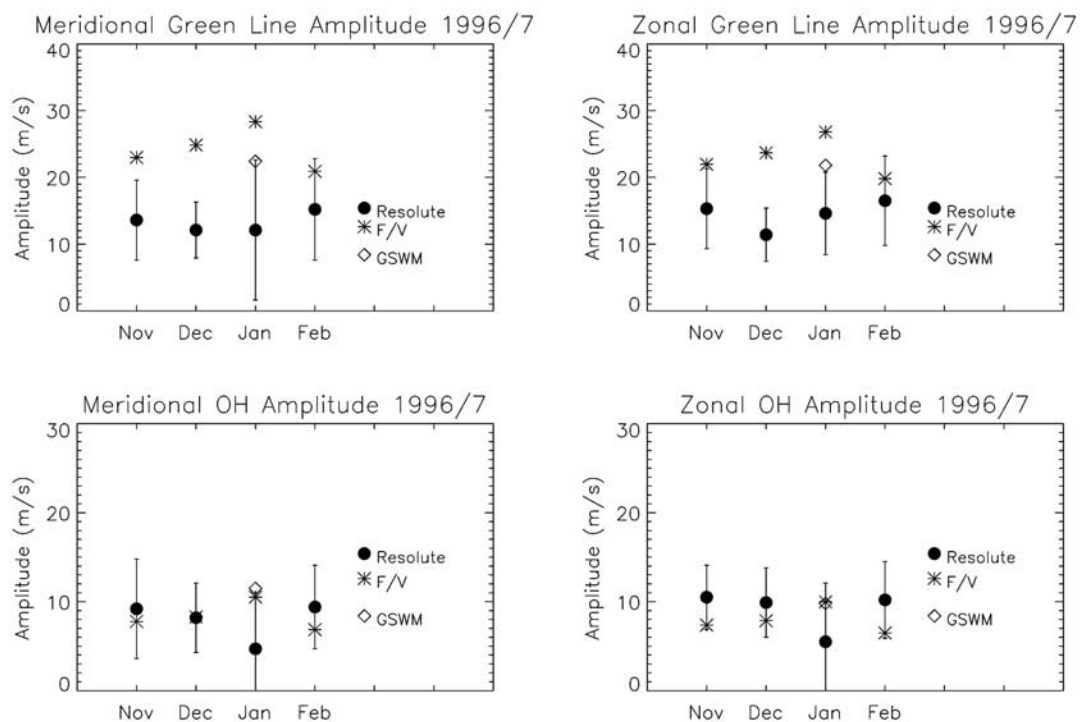 Meridional Green Line Amplitude 1996/7
40
30
20
10
0
Amplitude (m/s)
Resolute
F/V
GSWM
Nov Dec Jan Feb
Zonal Green Line Amplitude 1996/7
40
30
20
10
0
Amplitude (m/s)
Resolute
F/V
GSWM
Nov Dec Jan Feb
Meridional OH Amplitude 1996/7
30
20
10
0
Amplitude (m/s)
Resolute
F/V
GSWM
Nov Dec Jan Feb
Zonal OH Amplitude 1996/7
30
20
10
0
Amplitude (m/s)
Resolute
F/V
GSWM
Nov Dec Jan Feb